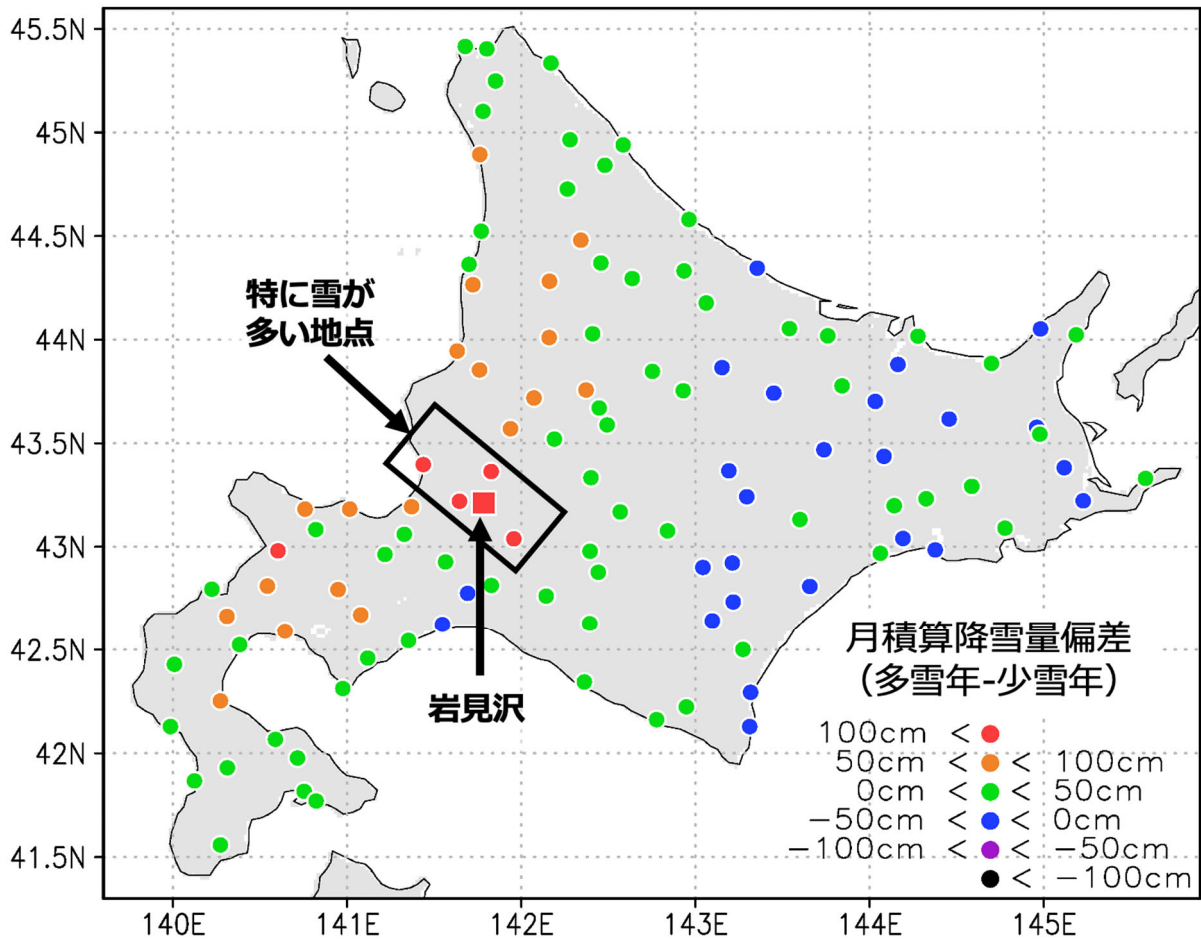 45.5N
45N
44.5N
44N
43.5N
43N
42.5N
42N
41.5N
140E 141E 142E 143E 144E 145E
特に雪が
多い地点
岩見沢
月積算降雪量偏差
（多雪年-少雪年）
100cm <
50cm < < 100cm
0cm < < 50cm
−50cm < < 0cm
−100cm < < −50cm
< −100cm